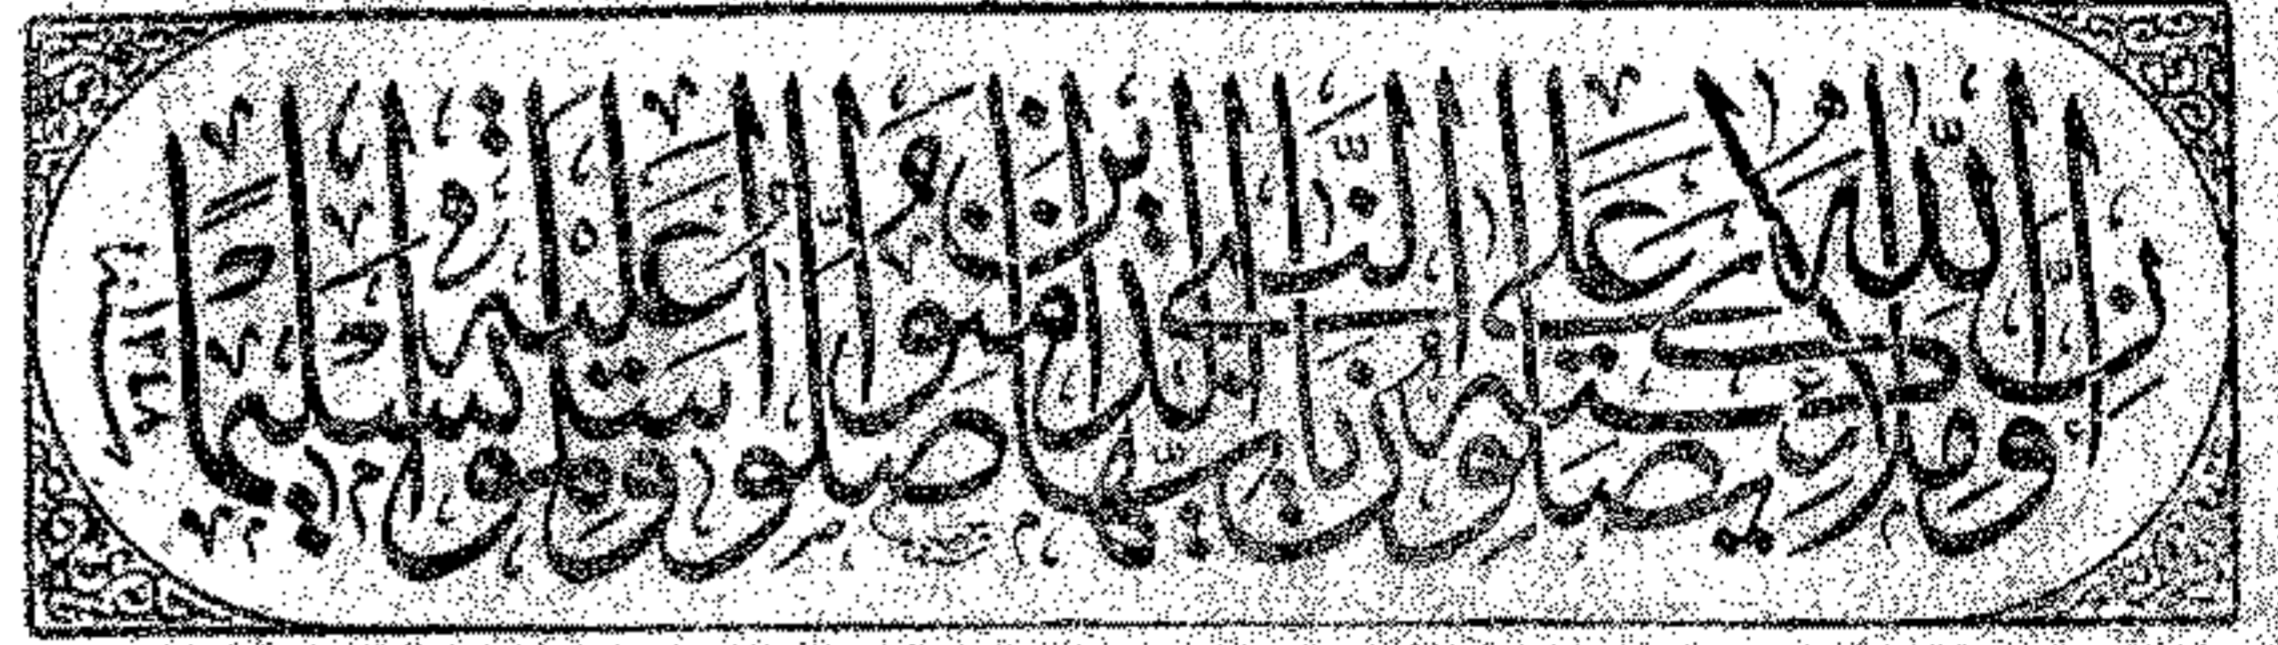 إن الله وملائكته يصلون على النبي يا أيها الذين آمنوا صلوا عليه وسلموا تسليما